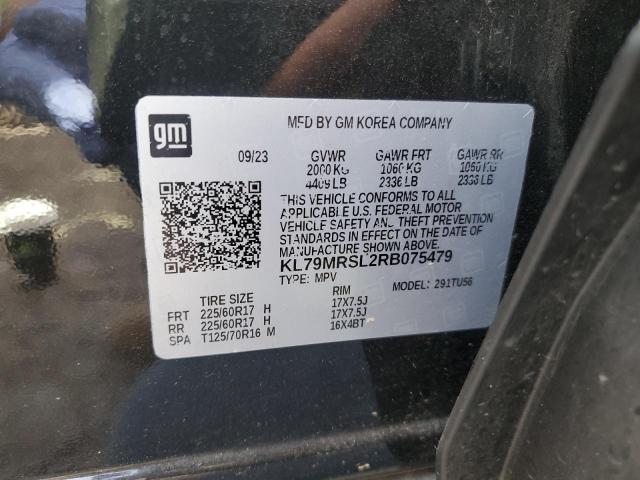 gm
MFD BY GM KOREA COMPANY
09/23 GVWR GAWR FRT GAWR RR
2000 KG 1060 KG 1060 KG
4409 LB 2336 LB 2336 LB
THIS VEHICLE CONFORMS TO ALL
APPLICABLE U.S. FEDERAL MOTOR
VEHICLE SAFETY AND THEFT PREVENTION
STANDARDS IN EFFECT ON THE DATE OF
MANUFACTURE SHOWN ABOVE.
KL79MRSL2RB075479
TYPE: MPV MODEL: 291TU56
TIRE SIZE RIM
FRT 225/60R17 H 17X7.5J
RR 225/60R17 H 17X7.5J
SPA T125/70R16 M 16X4BT